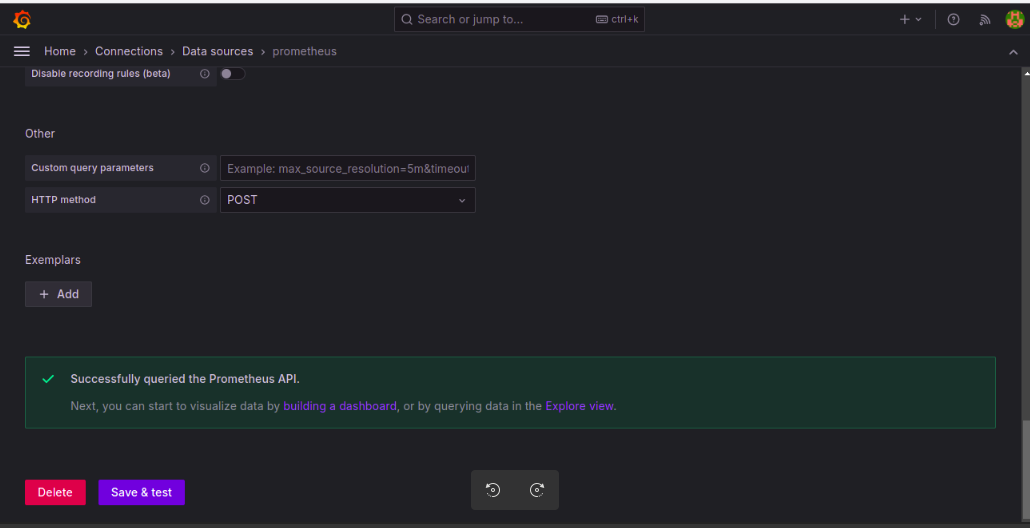 Search or jump to...
ctrl+k
Home › Connections › Data sources › prometheus
Disable recording rules (beta)
Other
Custom query parameters
Example: max_source_resolution=5m&timeout
HTTP method
POST
Exemplars
+ Add
Successfully queried the Prometheus API.
Next, you can start to visualize data by building a dashboard, or by querying data in the Explore view.
Delete
Save & test